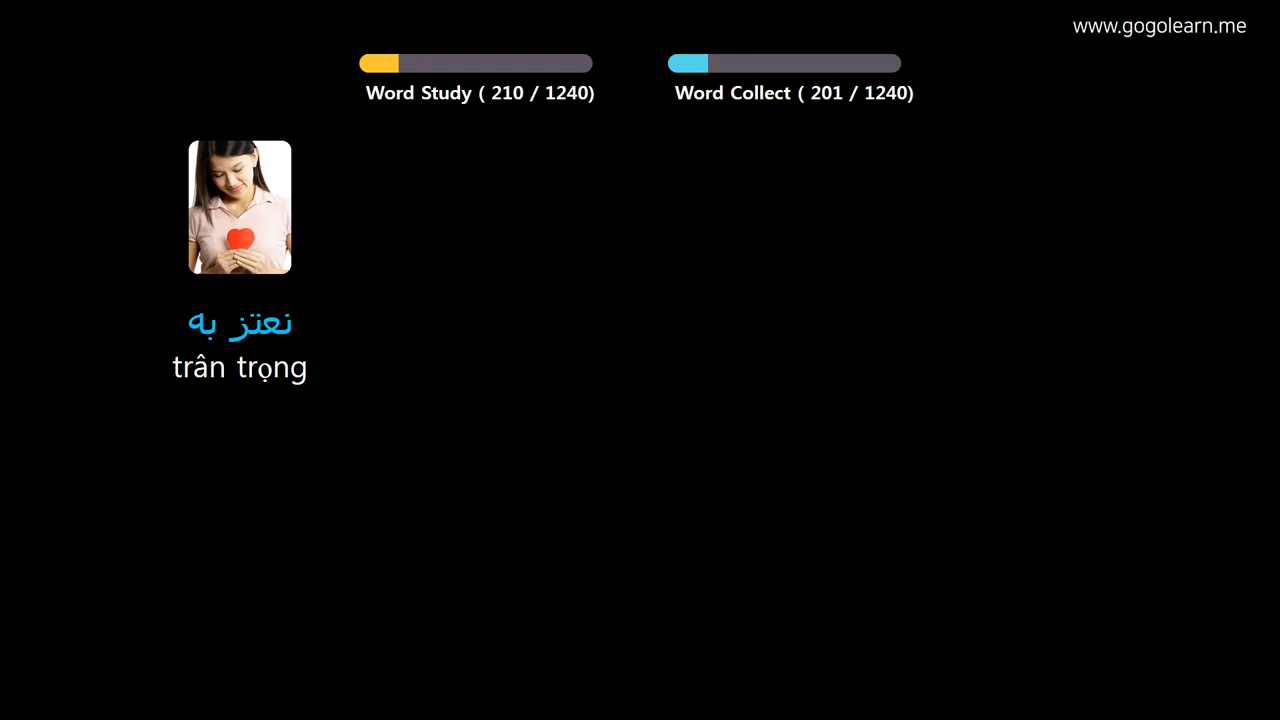 www.gogolearn.me
Word Study ( 210 / 1240)
Word Collect ( 201 / 1240)
نعتز به
trân trọng